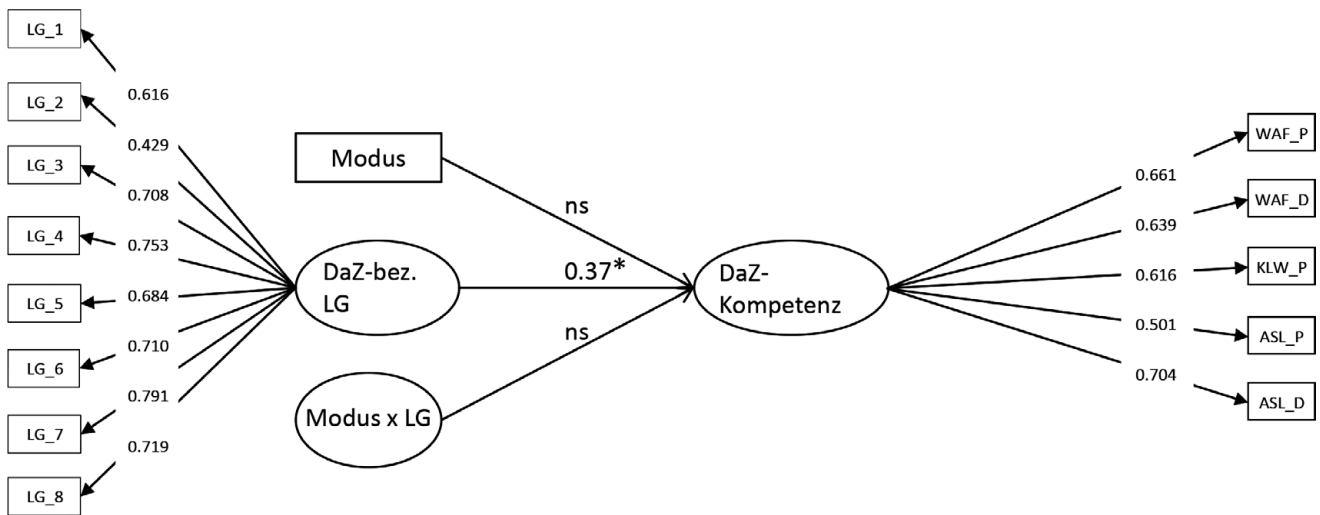 LG_1
LG_2
LG_3
LG_4
LG_5
LG_6
LG_7
LG_8
0.616
0.429
0.708
0.753
0.684
0.710
0.791
0.719
Modus
DaZ-bez.
LG
Modus x LG
ns
0.37*
ns
DaZ-
Kompetenz
0.661
0.639
0.616
0.501
0.704
WAF_P
WAF_D
KLW_P
ASL_P
ASL_D